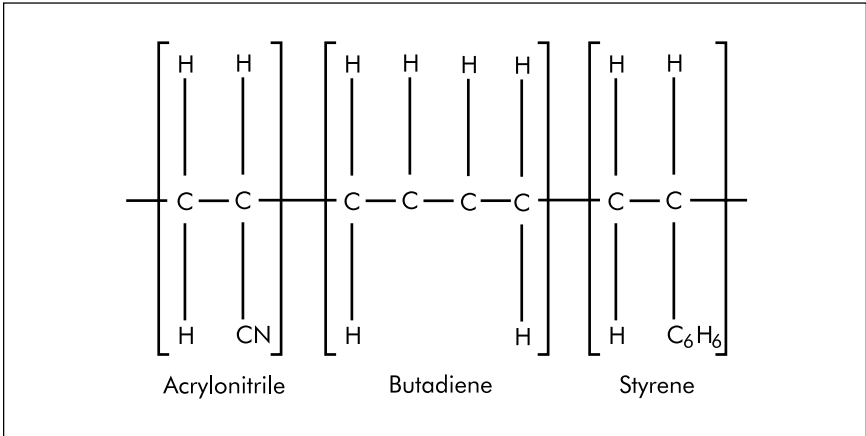 H H H H H H H H
C C C C C C C C
H CN H H H C₆H₆
Acrylonitrile Butadiene Styrene